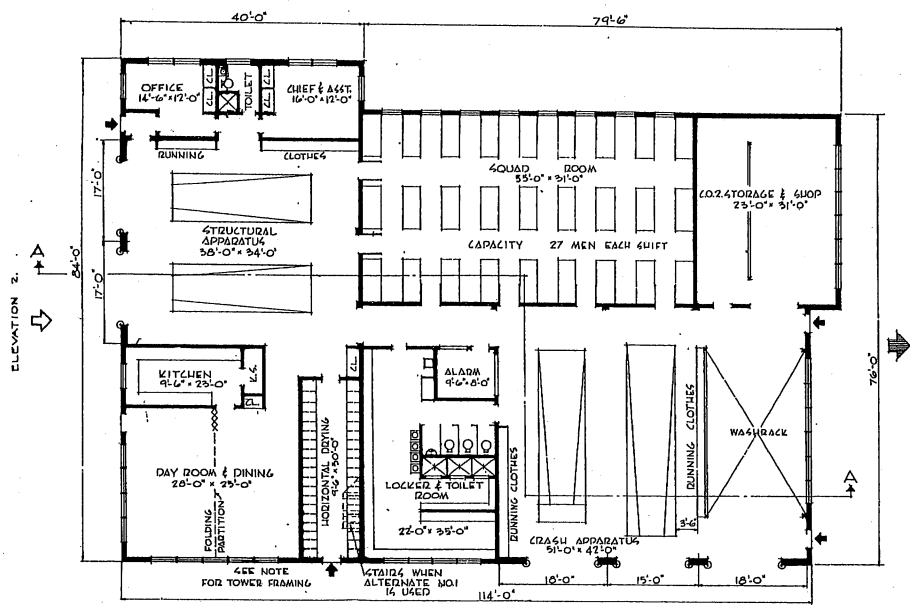 40'-0"
79'-6"
OFFICE
14'-6" x 12'-0"
CL.
CL.
TOILET
CL.
CL.
CHIEF & ASST.
16'-0" x 12'-0"
RUNNING
CLOTHES
SQUAD ROOM
55'-0" x 31'-0"
C.O.2. STORAGE & SHOP
23'-0" x 31'-0"
17'-0"
STRUCTURAL
APPARATUS
38'-0" x 34'-0"
CAPACITY 27 MEN EACH SHIFT
A
84'-0"
17'-0"
ELEVATION 2.
76'-0"
KITCHEN
9'-6" x 23'-0"
K.S.
CL.
CL.
ALARM
9'-6" x 8'-0"
RUNNING CLOTHES
WASHRACK
A
DAY ROOM & DINING
28'-0" x 25'-0"
FOLDING
PARTITION
HORIZONTAL DRYING
9'-6" x 30'-0"
LOCKER & TOILET
ROOM
22'-0" x 35'-0"
RUNNING CLOTHES
3'-6"
CRASH APPARATUS
51'-0" x 42'-0"
SEE NOTE
FOR TOWER FRAMING
STAIRS WHEN
ALTERNATE NO.1
IS USED
18'-0"
15'-0"
18'-0"
114'-0"